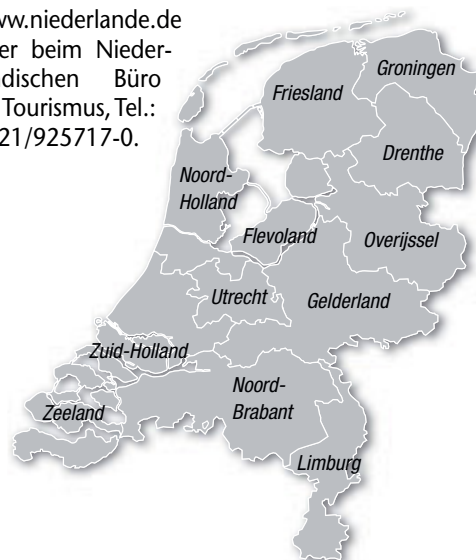 ww.niederlande.de
er beim Nieder-
dischen Büro
Tourismus, Tel.:
21/925717-0.
Groningen
Friesland
Drenthe
Noord-
Holland
Flevoland
Overijssel
Utrecht
Gelderland
Zuid-Holland
Noord-
Brabant
Zeeland
Limburg